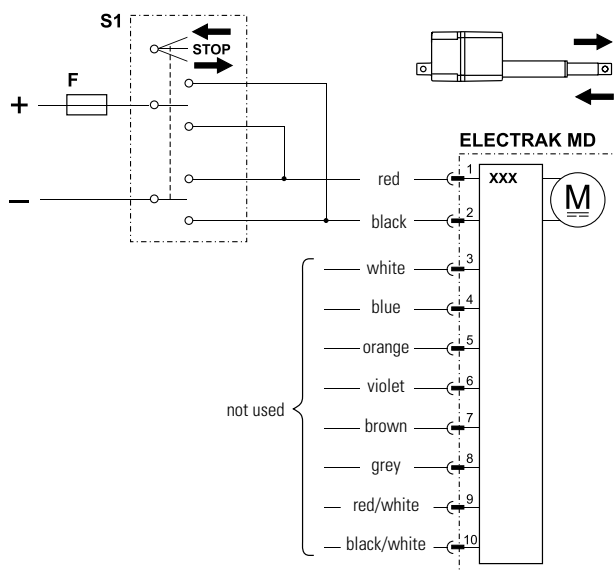 S1
STOP
F
+
–
ELECTRAK MD
red
1
XXX
M
black
2
white
3
blue
4
orange
5
violet
6
not used
brown
7
grey
8
red/white
9
black/white
10